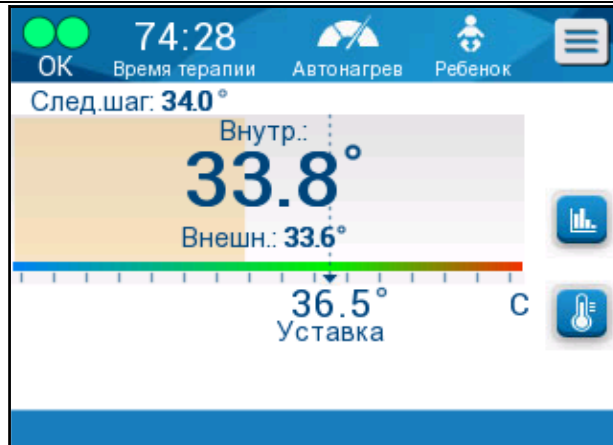 74:28
OK Время терапии Автонагрев Ребенок
След.шаг: 34.0°
Внутр.:
33.8°
Внешн.: 33.6°
36.5° C
Уставка